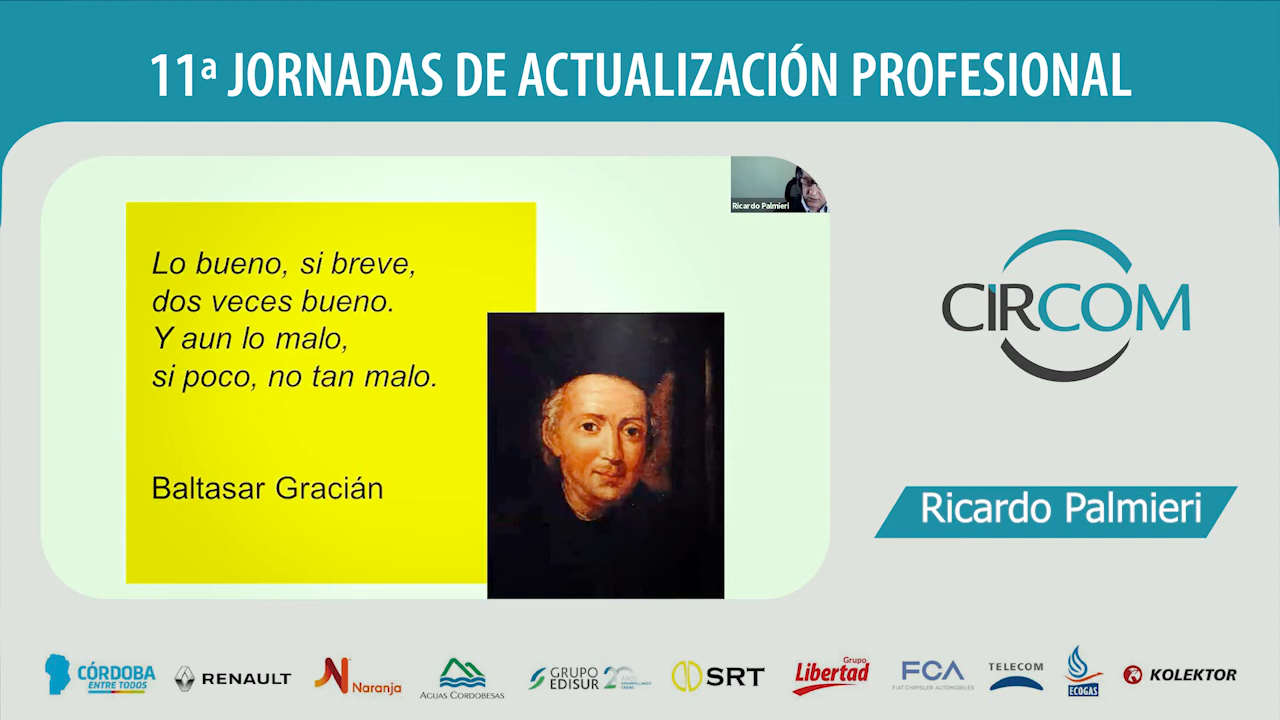 11ª JORNADAS DE ACTUALIZACIÓN PROFESIONAL
Ricardo Palmieri
Lo bueno, si breve,
dos veces bueno.
Y aun lo malo,
si poco, no tan malo.
Baltasar Gracián
CIRCOM
Ricardo Palmieri
CÓRDOBA
ENTRE TODOS
RENAULT
Naranja
AGUAS CORDOBESAS
GRUPO
EDISUR
SRT
Grupo
Libertad
FCA
FIAT CHRYSLER AUTOMOBILES
TELECOM
ECOGAS
KOLEKTOR